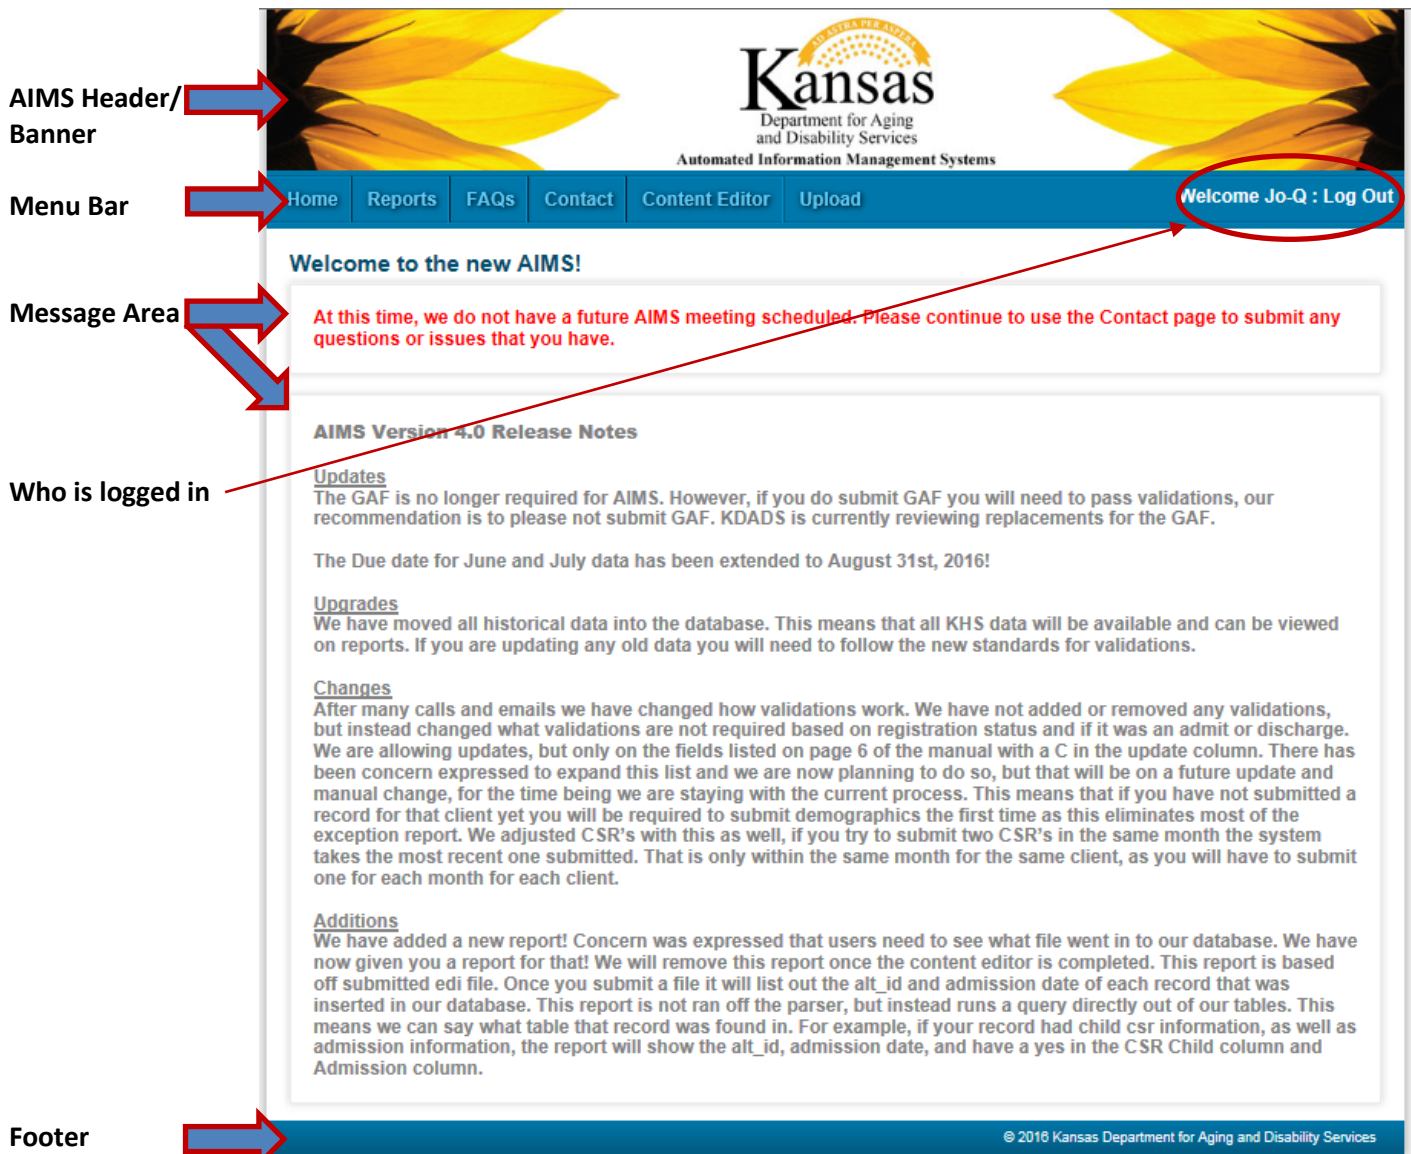 AD ASTRA PER ASPERA
Kansas
Department for Aging
and Disability Services
Automated Information Management Systems
AIMS Header/
Banner
Menu Bar
Home Reports FAQs Contact Content Editor Upload Welcome Jo-Q : Log Out
Welcome to the new AIMS!
Message Area
At this time, we do not have a future AIMS meeting scheduled. Please continue to use the Contact page to submit any
questions or issues that you have.
AIMS Version 4.0 Release Notes
Who is logged in
Updates
The GAF is no longer required for AIMS. However, if you do submit GAF you will need to pass validations, our
recommendation is to please not submit GAF. KDADS is currently reviewing replacements for the GAF.
The Due date for June and July data has been extended to August 31st, 2016!
Upgrades
We have moved all historical data into the database. This means that all KHS data will be available and can be viewed
on reports. If you are updating any old data you will need to follow the new standards for validations.
Changes
After many calls and emails we have changed how validations work. We have not added or removed any validations,
but instead changed what validations are not required based on registration status and if it was an admit or discharge.
We are allowing updates, but only on the fields listed on page 6 of the manual with a C in the update column. There has
been concern expressed to expand this list and we are now planning to do so, but that will be on a future update and
manual change, for the time being we are staying with the current process. This means that if you have not submitted a
record for that client yet you will be required to submit demographics the first time as this eliminates most of the
exception report. We adjusted CSR's with this as well, if you try to submit two CSR's in the same month the system
takes the most recent one submitted. That is only within the same month for the same client, as you will have to submit
one for each month for each client.
Additions
We have added a new report! Concern was expressed that users need to see what file went in to our database. We have
now given you a report for that! We will remove this report once the content editor is completed. This report is based
off submitted edi file. Once you submit a file it will list out the alt_id and admission date of each record that was
inserted in our database. This report is not ran off the parser, but instead runs a query directly out of our tables. This
means we can say what table that record was found in. For example, if your record had child csr information, as well as
admission information, the report will show the alt_id, admission date, and have a yes in the CSR Child column and
Admission column.
Footer
© 2016 Kansas Department for Aging and Disability Services